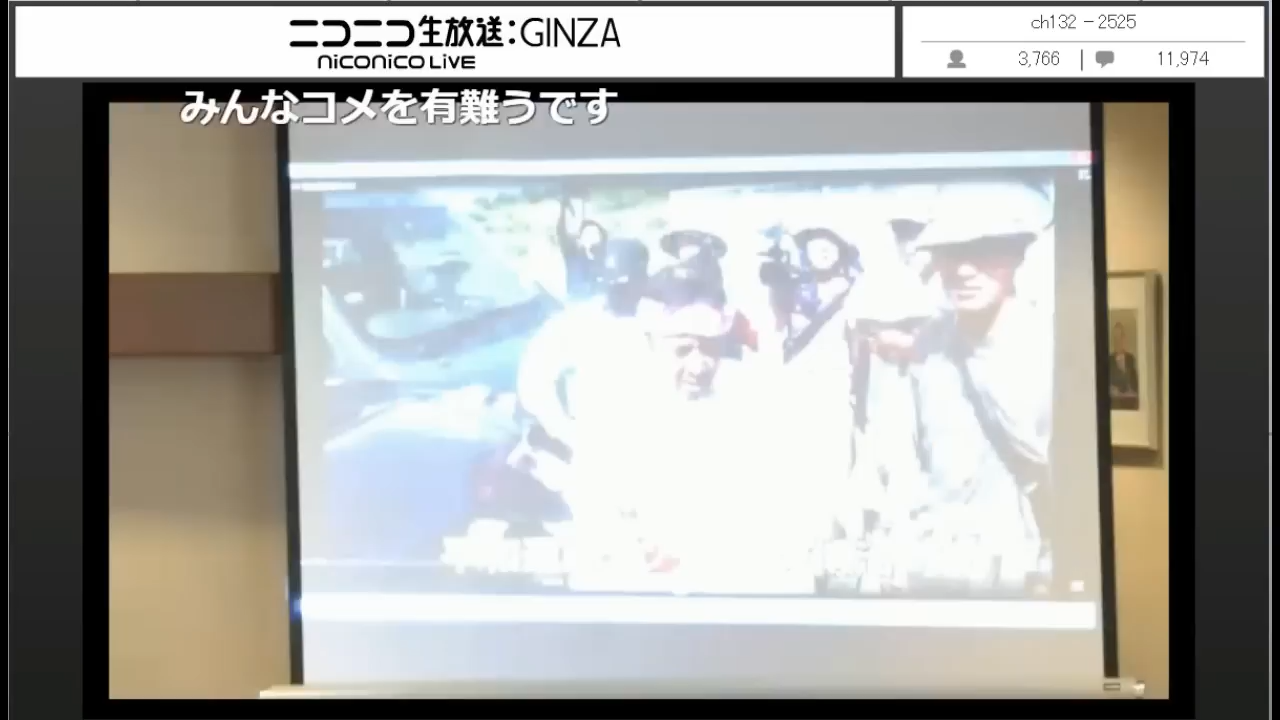 ニコニコ生放送:GINZA
niconico LIVE
ch132 − 2525
3,766 | 11,974
みんなコメを有難うです